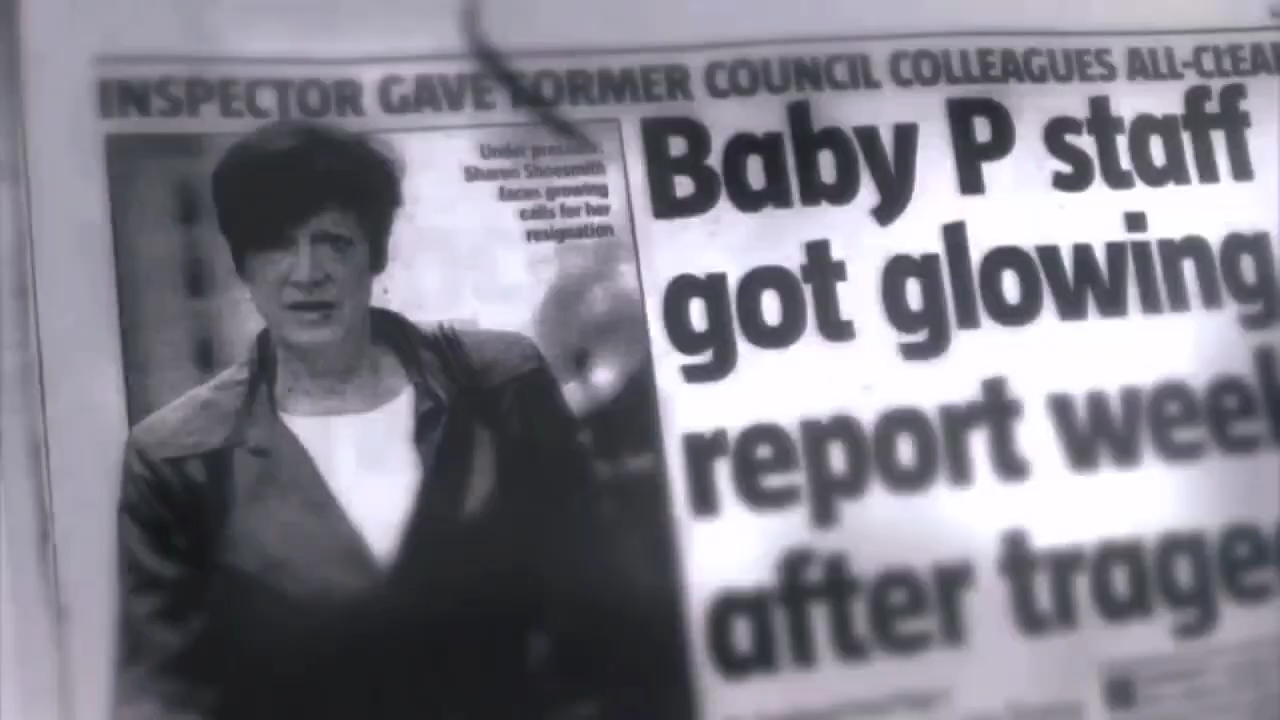 INSPECTOR GAVE FORMER COUNCIL COLLEAGUES ALL-CLEAR
Under pressure:
Sharon Shoesmith
faces growing
calls for her
resignation
Baby P staff
got glowing
report week
after trage